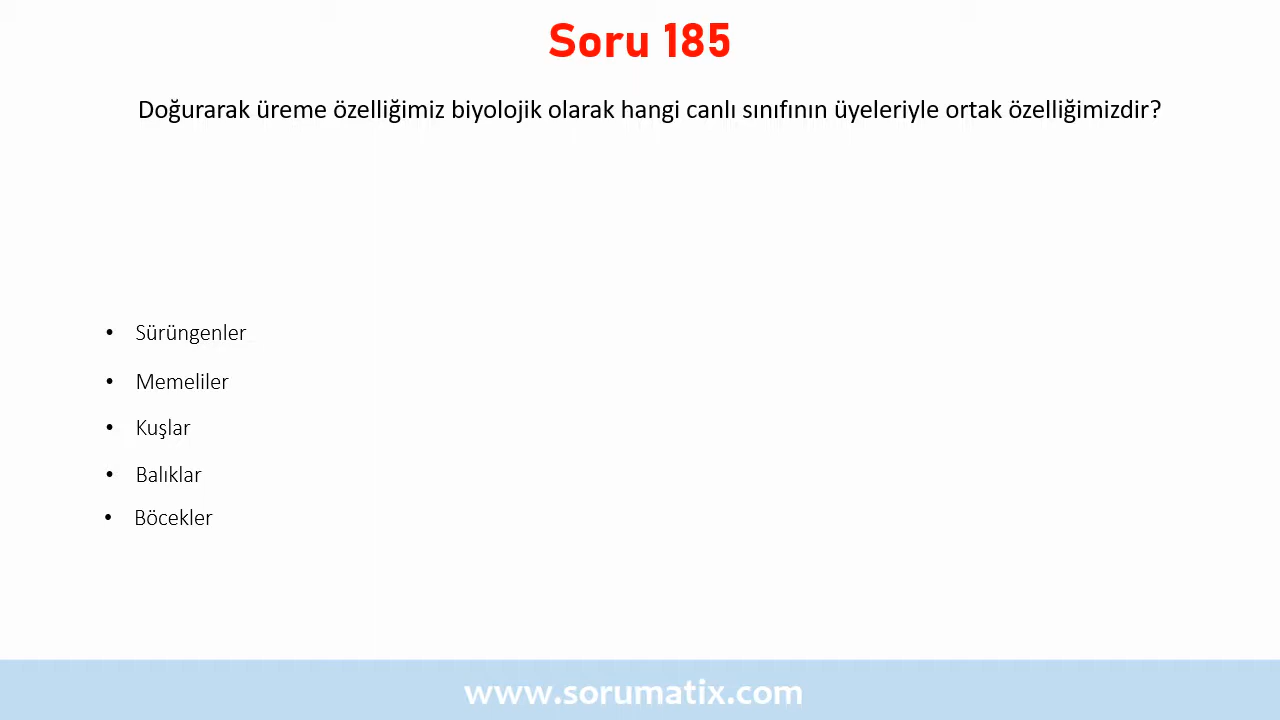 Soru 185
Doğurarak üreme özelliğimiz biyolojik olarak hangi canlı sınıfının üyeleriyle ortak özelliğimizdir?
• Sürüngenler
• Memeliler
• Kuşlar
• Balıklar
• Böcekler
www.sorumatix.com